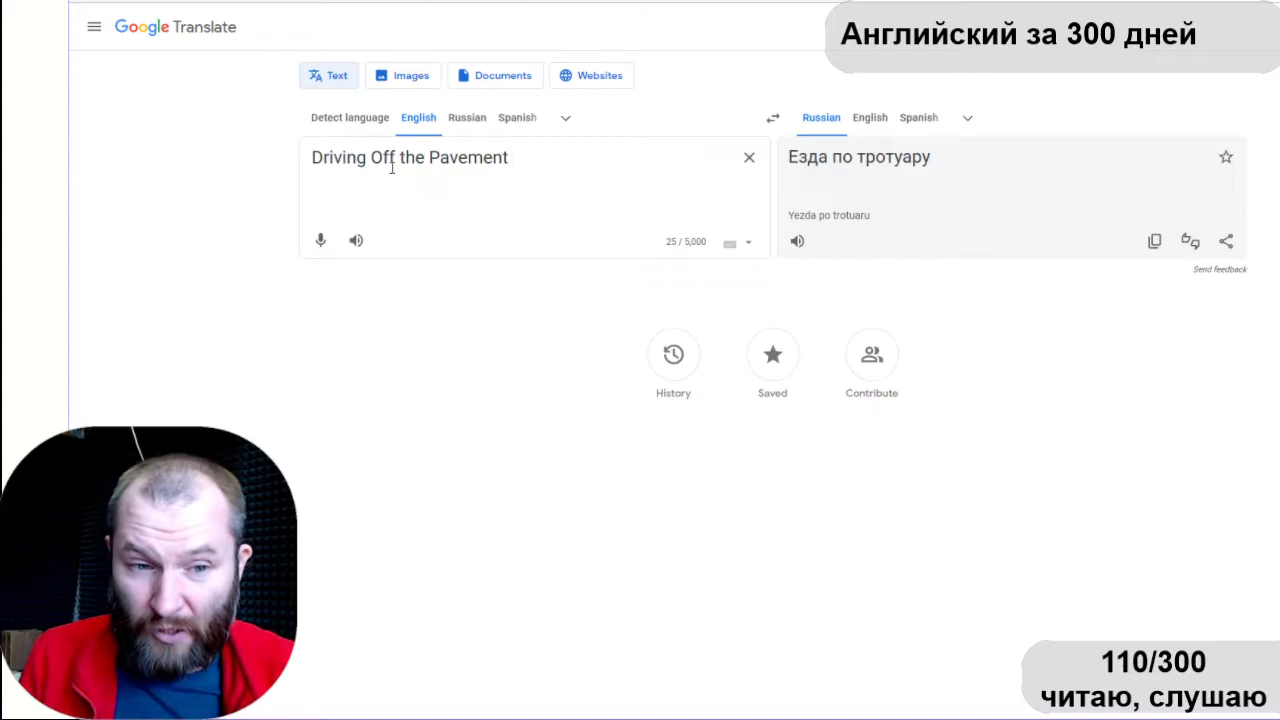 Google Translate
Английский за 300 дней
Text
Images
Documents
Websites
Detect language
English
Russian
Spanish
Russian
English
Spanish
Driving Off the Pavement
Езда по тротуару
Yezda po trotuaru
25 / 5,000
Send feedback
History
Saved
Contribute
110/300
читаю, слушаю